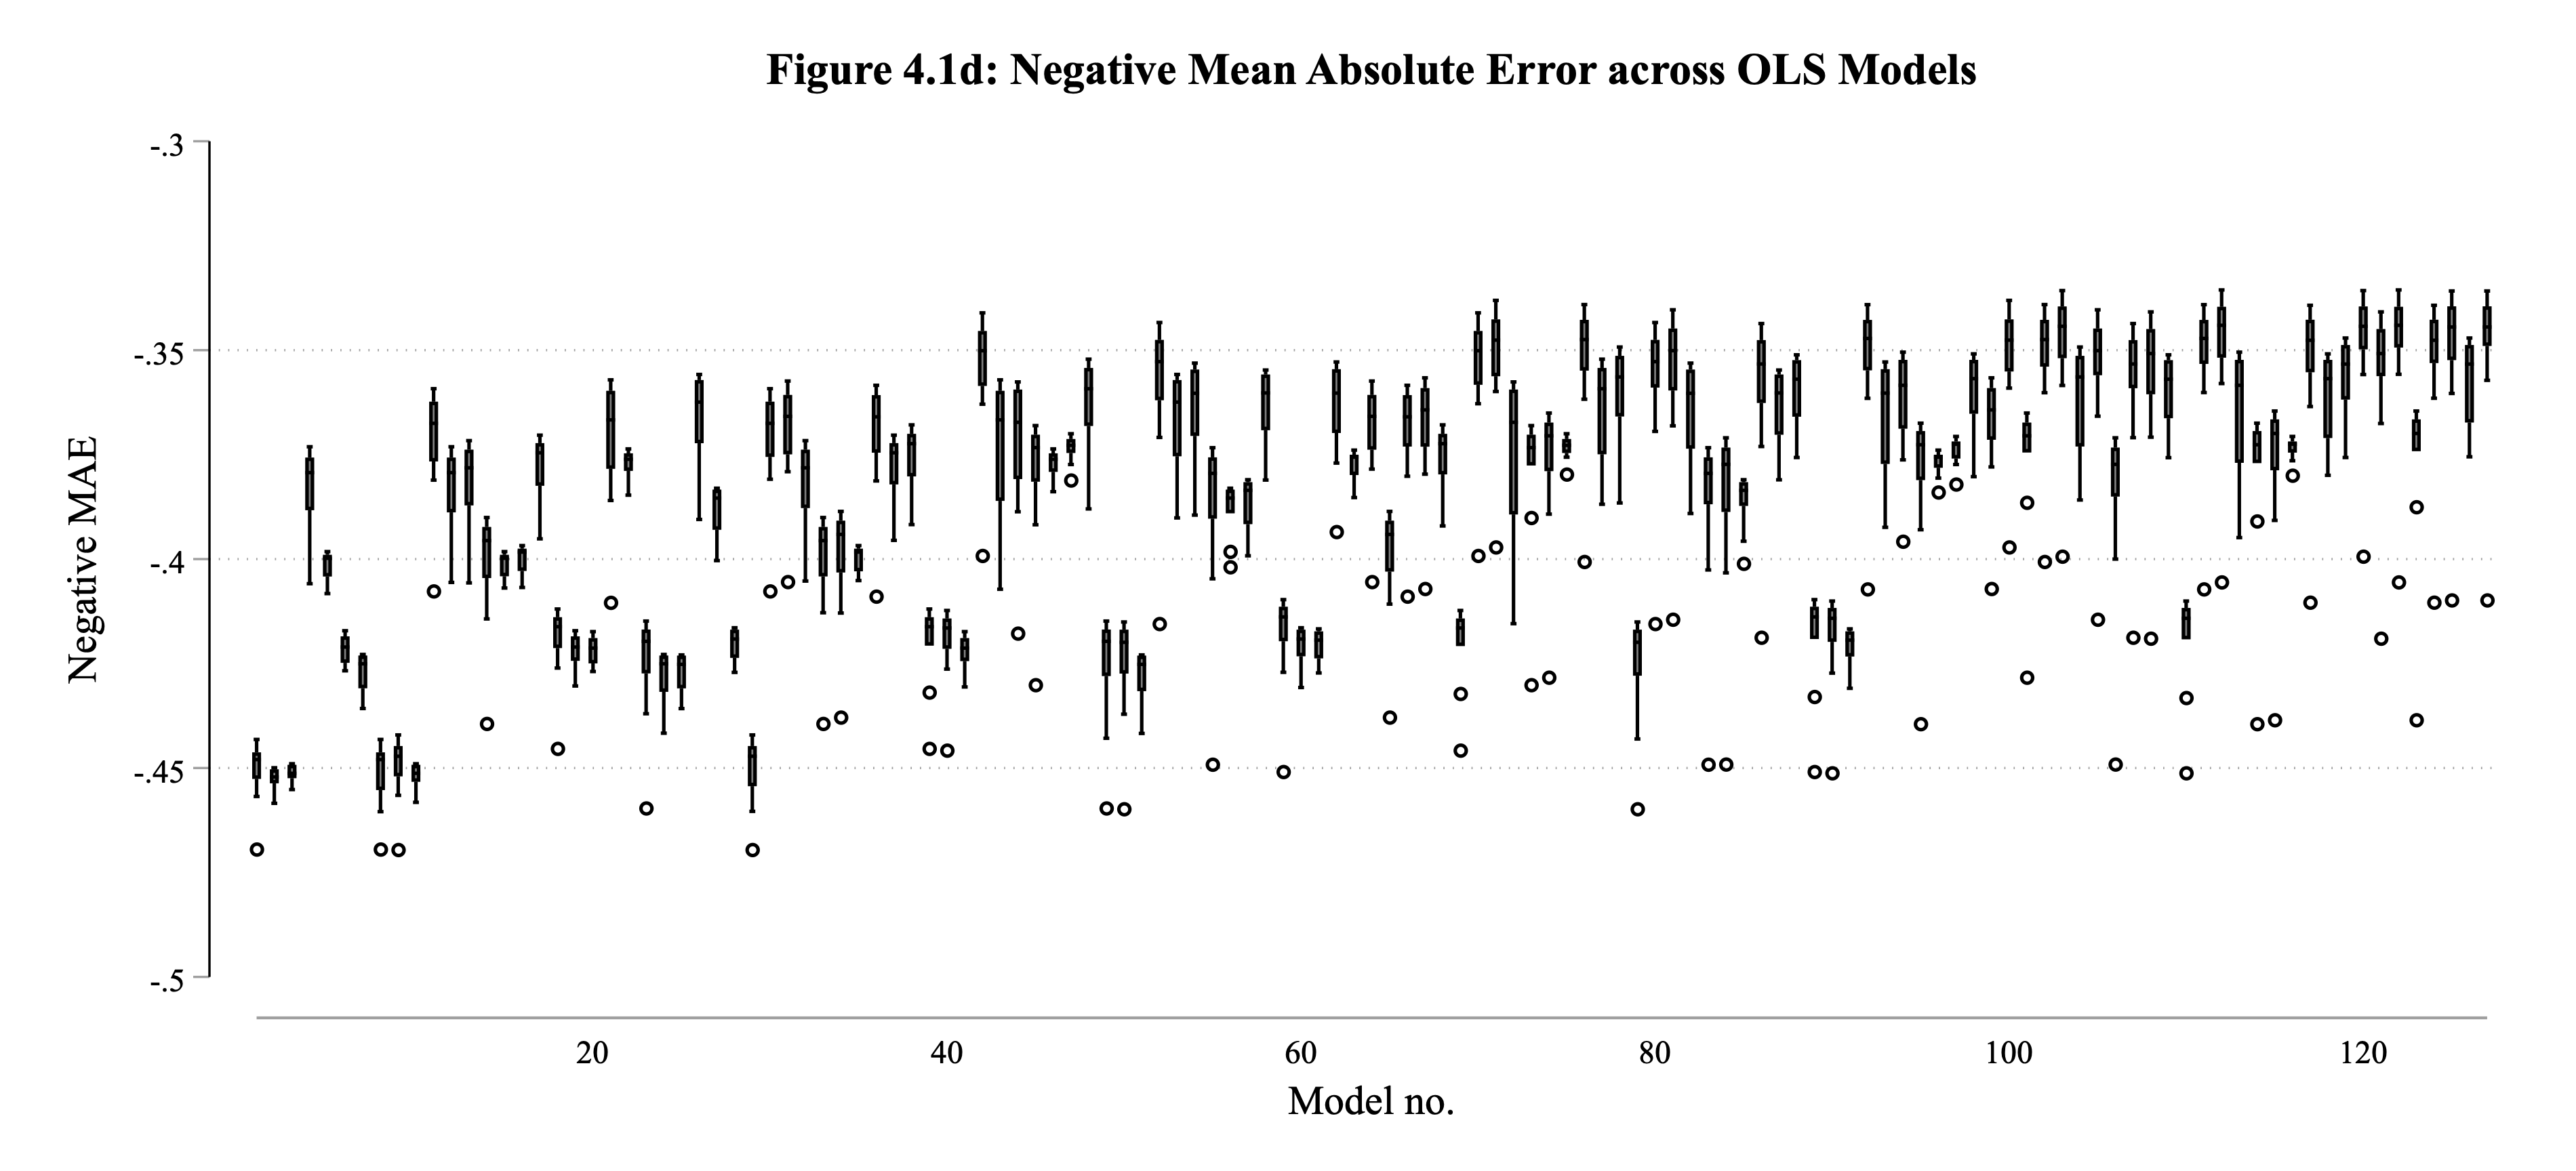 Figure 4.1d: Negative Mean Absolute Error across OLS Models
-.3
-.35
-.4
-.45
-.5
Negative MAE
20 40 60 80 100 120
Model no.